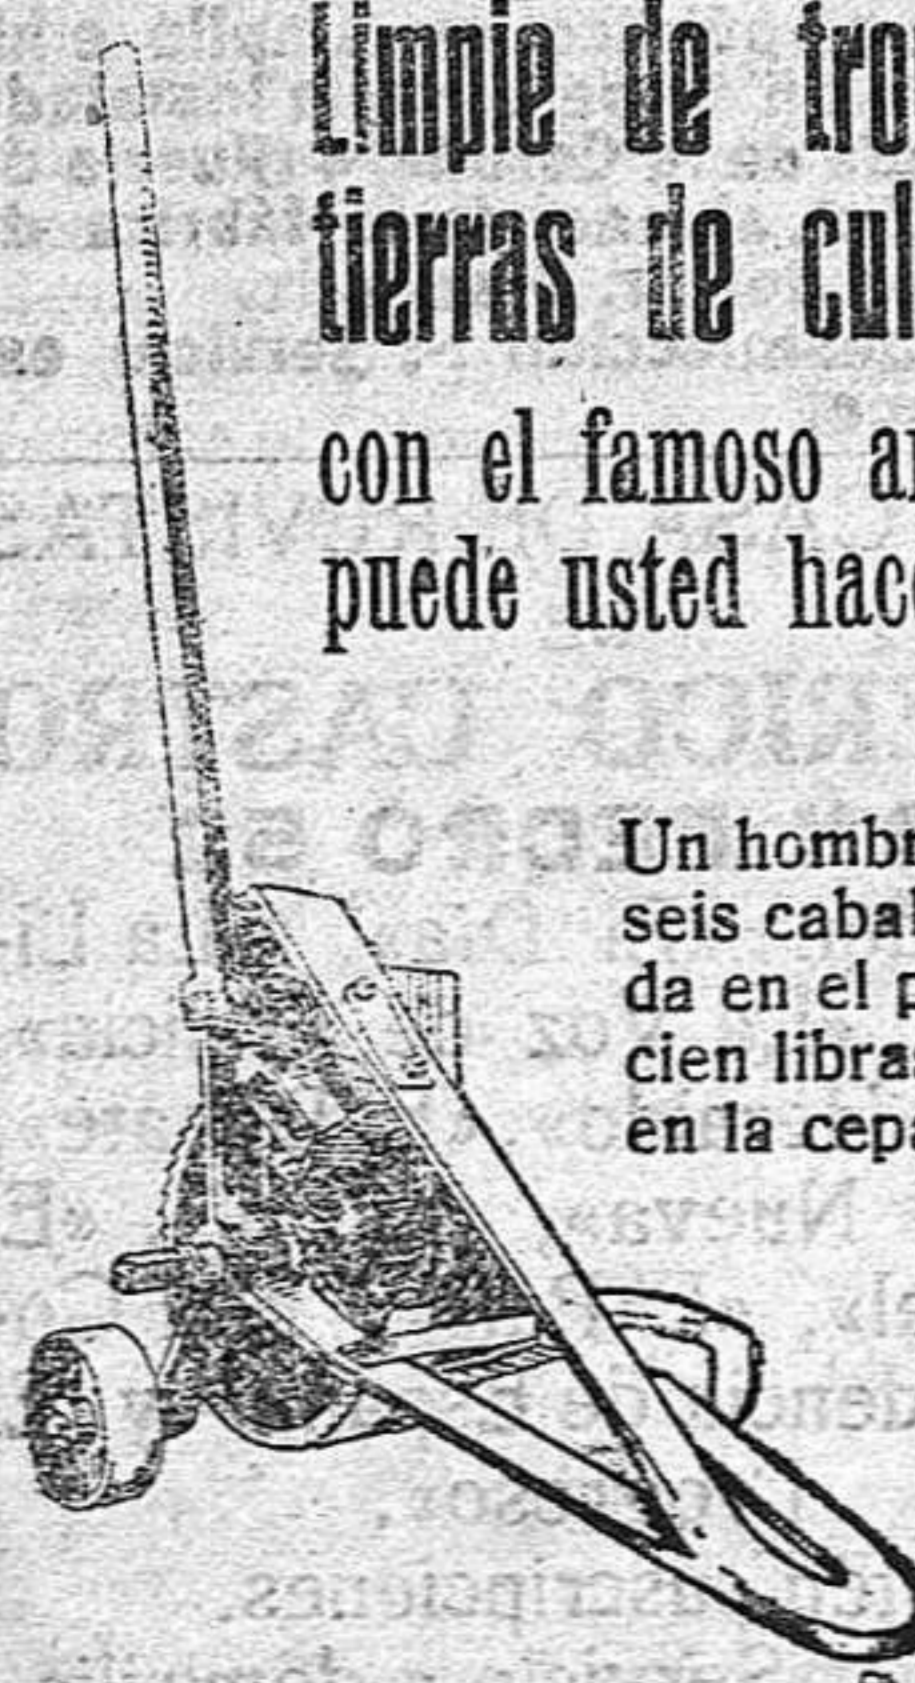 Limpie de tro
tierras de cul
con el famoso
puede usted hac
Un hombr
seis cabal
da en el p
cien libras
en la cepa